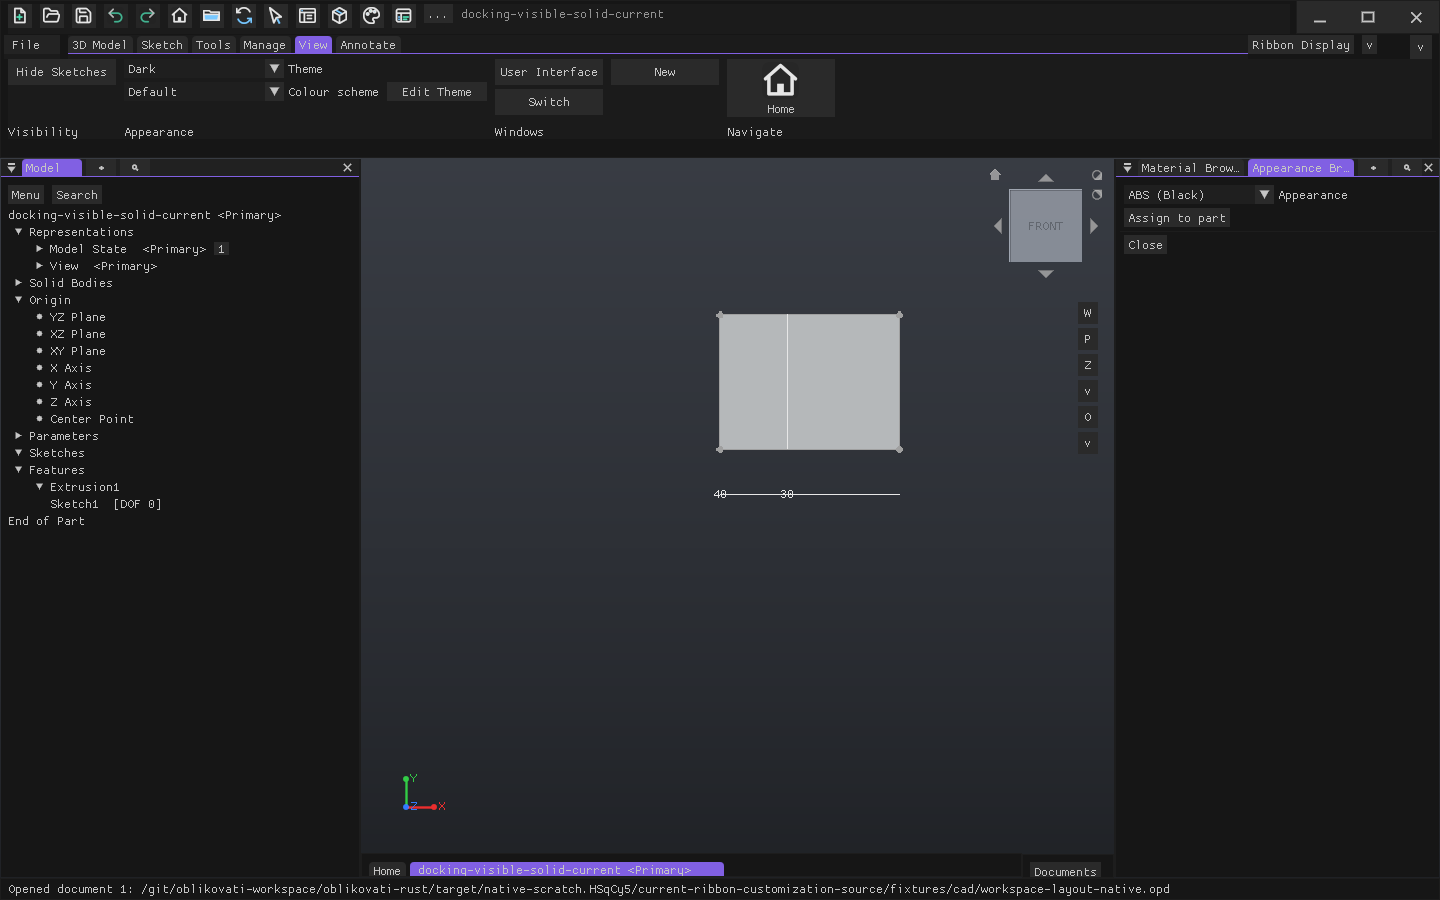 ... docking-visible-solid-current
File 3D Model Sketch Tools Manage View Annotate Ribbon Display v v
Hide Sketches Dark Theme User Interface New
Default Colour scheme Edit Theme Switch Home
Visibility Appearance Windows Navigate
Model
Menu Search
docking-visible-solid-current <Primary>
Representations
Model State <Primary> 1
View <Primary>
Solid Bodies
Origin
YZ Plane
XZ Plane
XY Plane
X Axis
Y Axis
Z Axis
Center Point
Parameters
Sketches
Features
Extrusion1
Sketch1 [DOF 0]
End of Part
FRONT
W
P
Z
v
O
v
40 30
Y
Z X
Material Brow… Appearance Br…
ABS (Black) Appearance
Assign to part
Close
Home docking-visible-solid-current <Primary> Documents
Opened document 1: /git/oblikovati-workspace/oblikovati-rust/target/native-scratch.HSqCy5/current-ribbon-customization-source/fixtures/cad/workspace-layout-native.opd